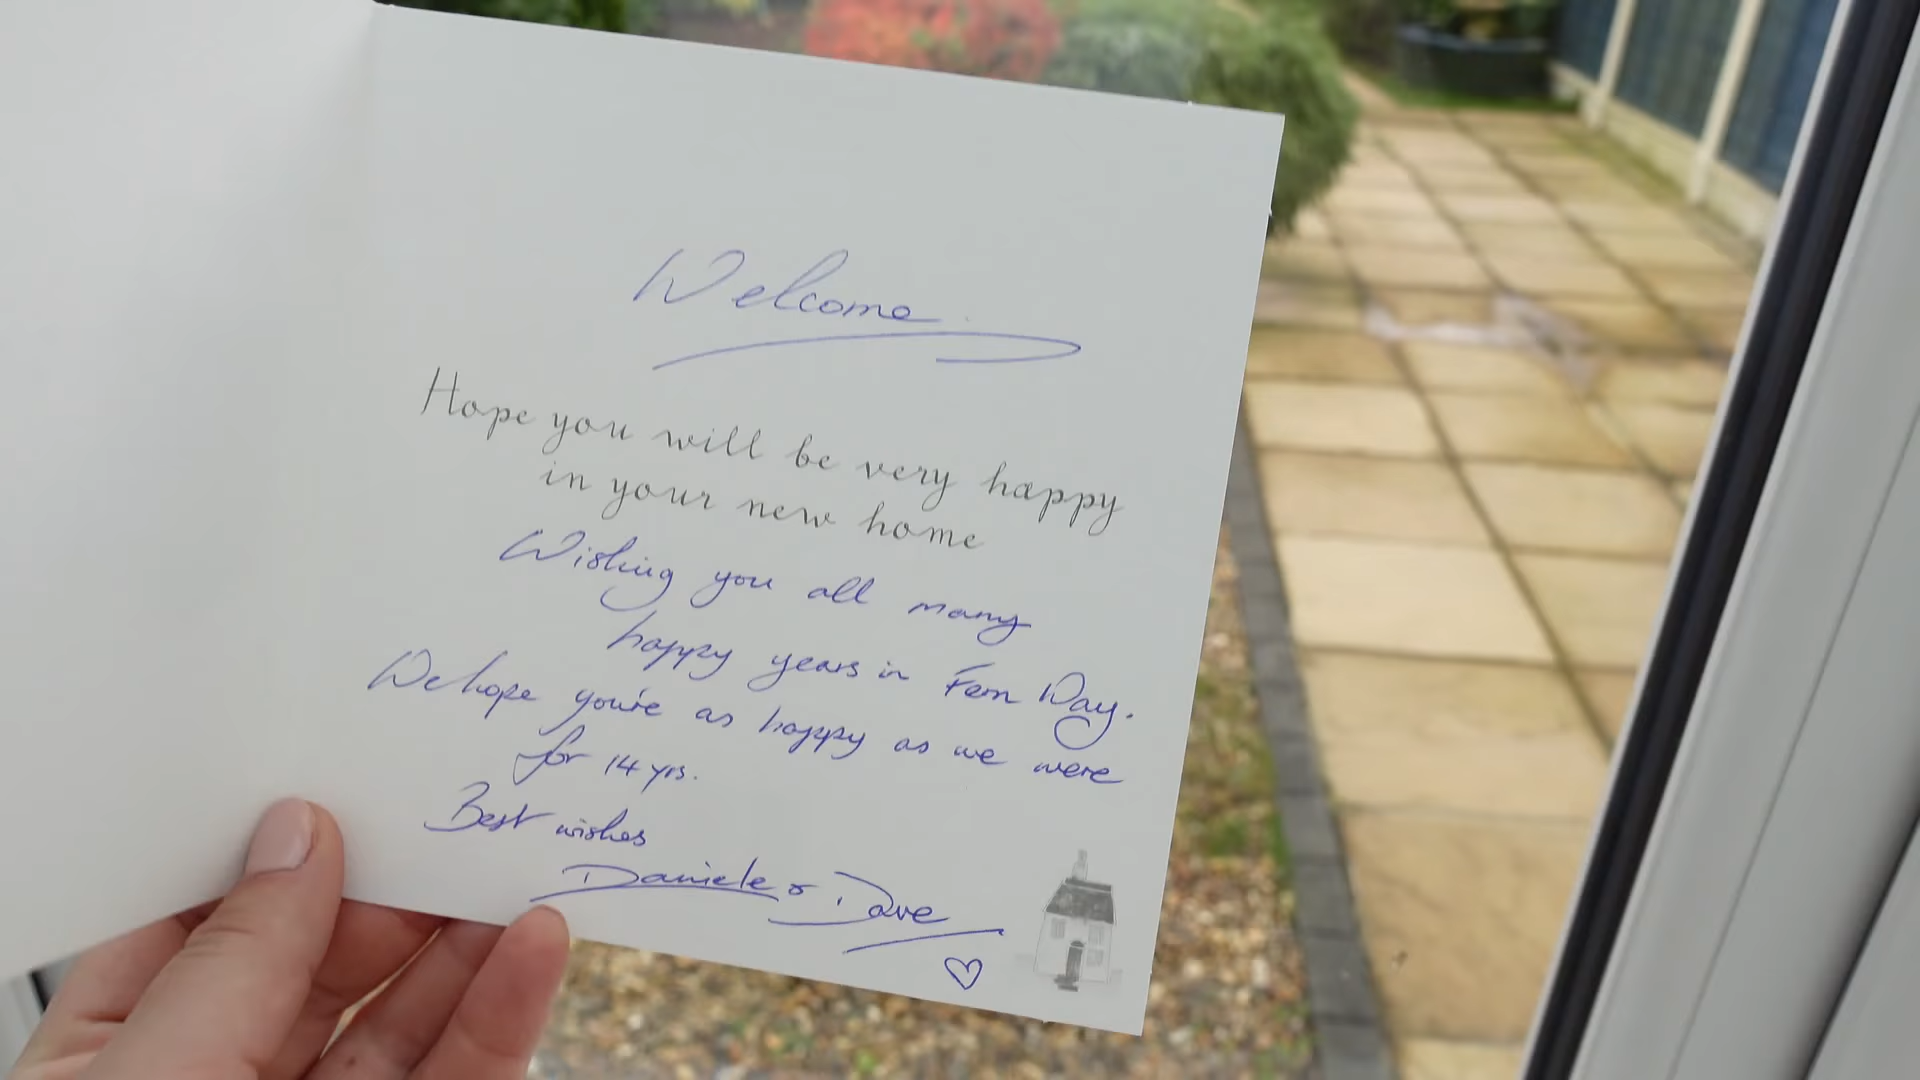 Welcome.
Hope you will be very happy
in your new home
Wishing you all many
happy years in Fern Day.
We hope you're as happy as we were
for 14 yrs.
Best wishes
Daniele & Dave